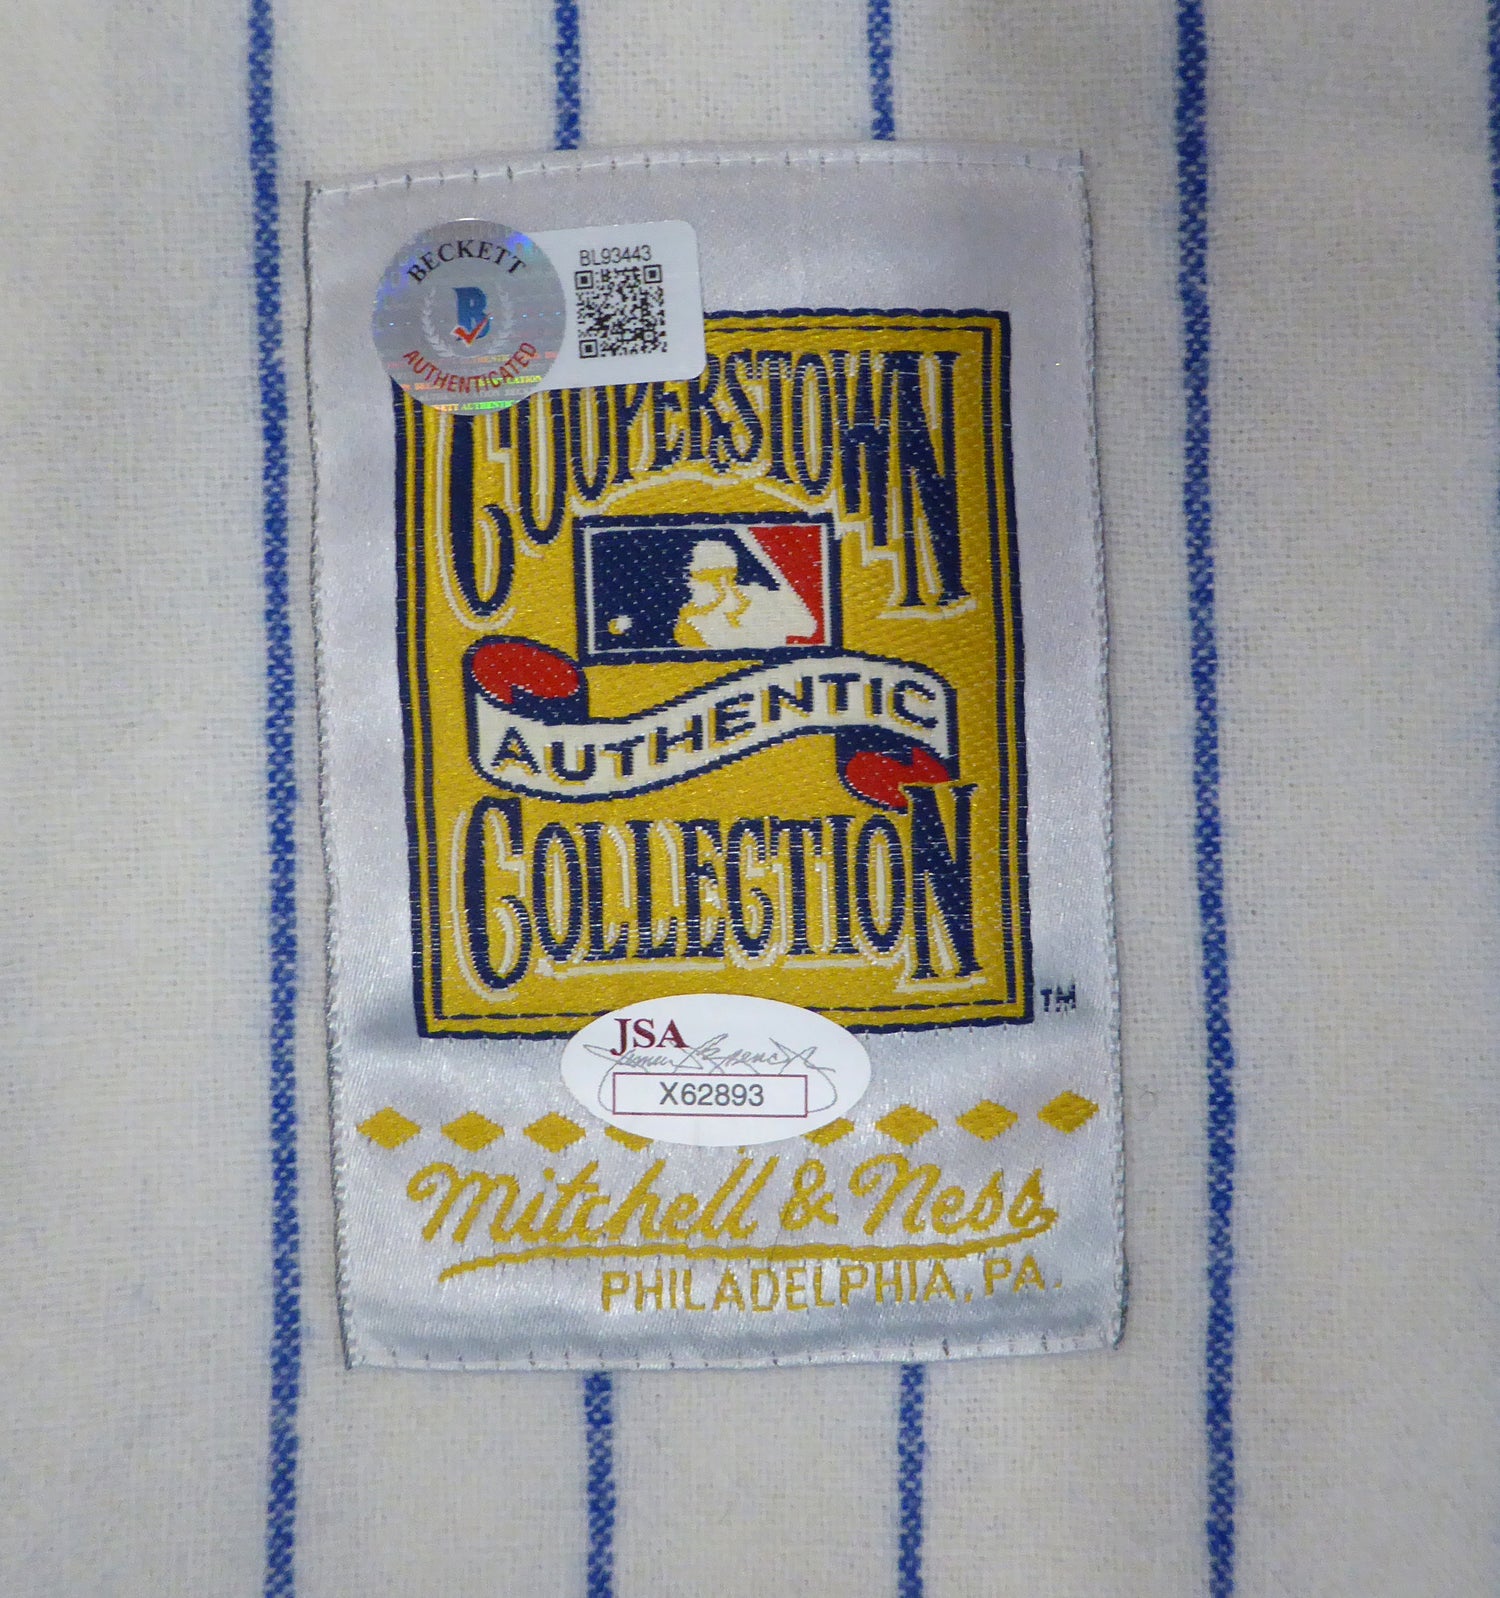 BECKETT
AUTHENTICATED
BL93443
COOPERSTOWN
AUTHENTIC
COLLECTION
TM
JSA
X62893
Mitchell & Ness
PHILADELPHIA, PA.